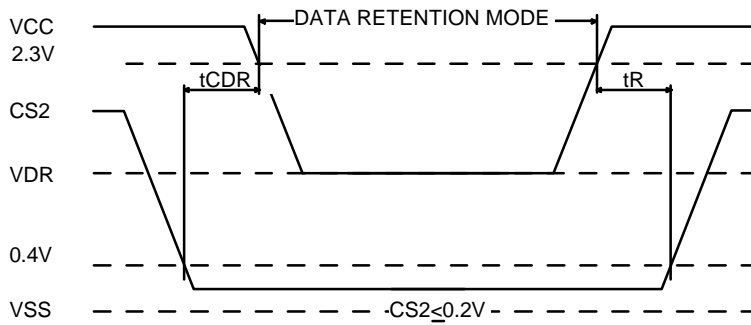 DATA RETENTION MODE
VCC
2.3V
tCDR
tR
CS2
VDR
0.4V
VSS
CS2≤0.2V